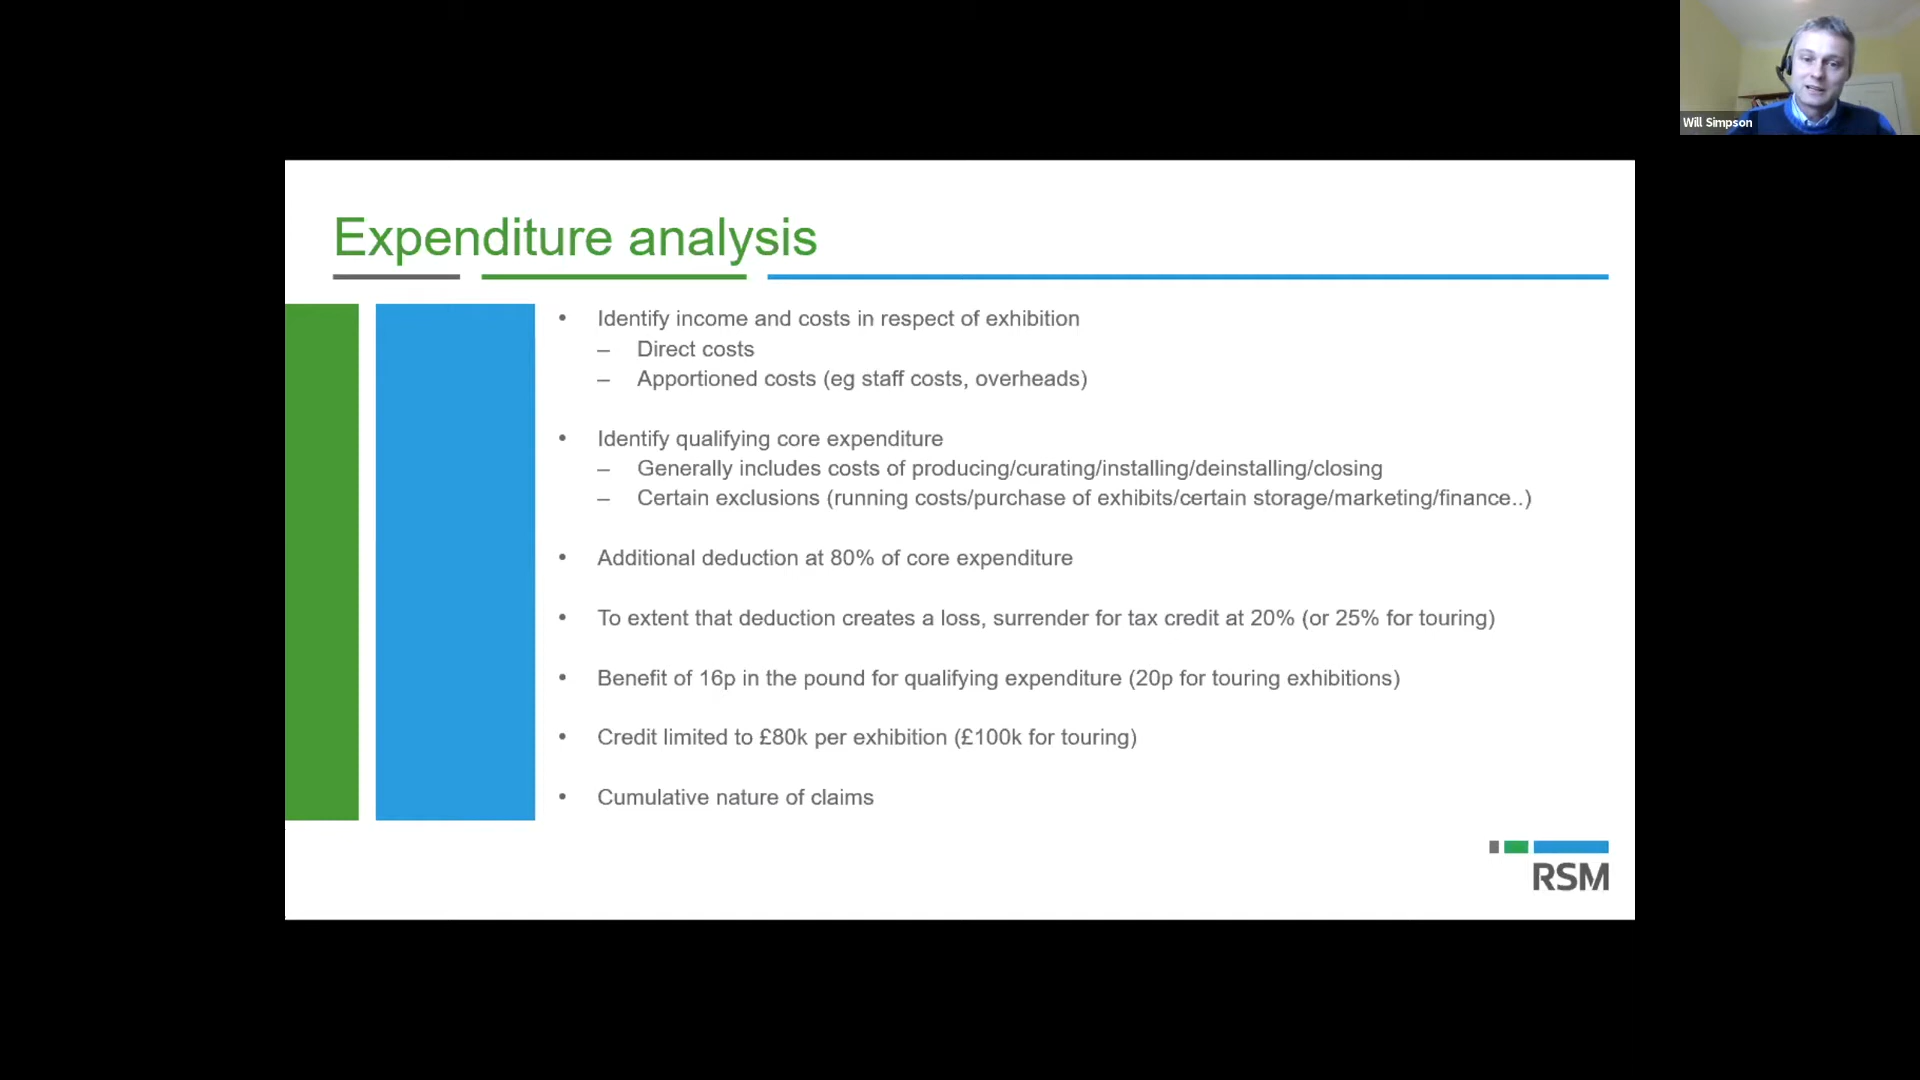 Will Simpson
Expenditure analysis
• Identify income and costs in respect of exhibition
– Direct costs
– Apportioned costs (eg staff costs, overheads)
• Identify qualifying core expenditure
– Generally includes costs of producing/curating/installing/deinstalling/closing
– Certain exclusions (running costs/purchase of exhibits/certain storage/marketing/finance..)
• Additional deduction at 80% of core expenditure
• To extent that deduction creates a loss, surrender for tax credit at 20% (or 25% for touring)
• Benefit of 16p in the pound for qualifying expenditure (20p for touring exhibitions)
• Credit limited to £80k per exhibition (£100k for touring)
• Cumulative nature of claims
RSM